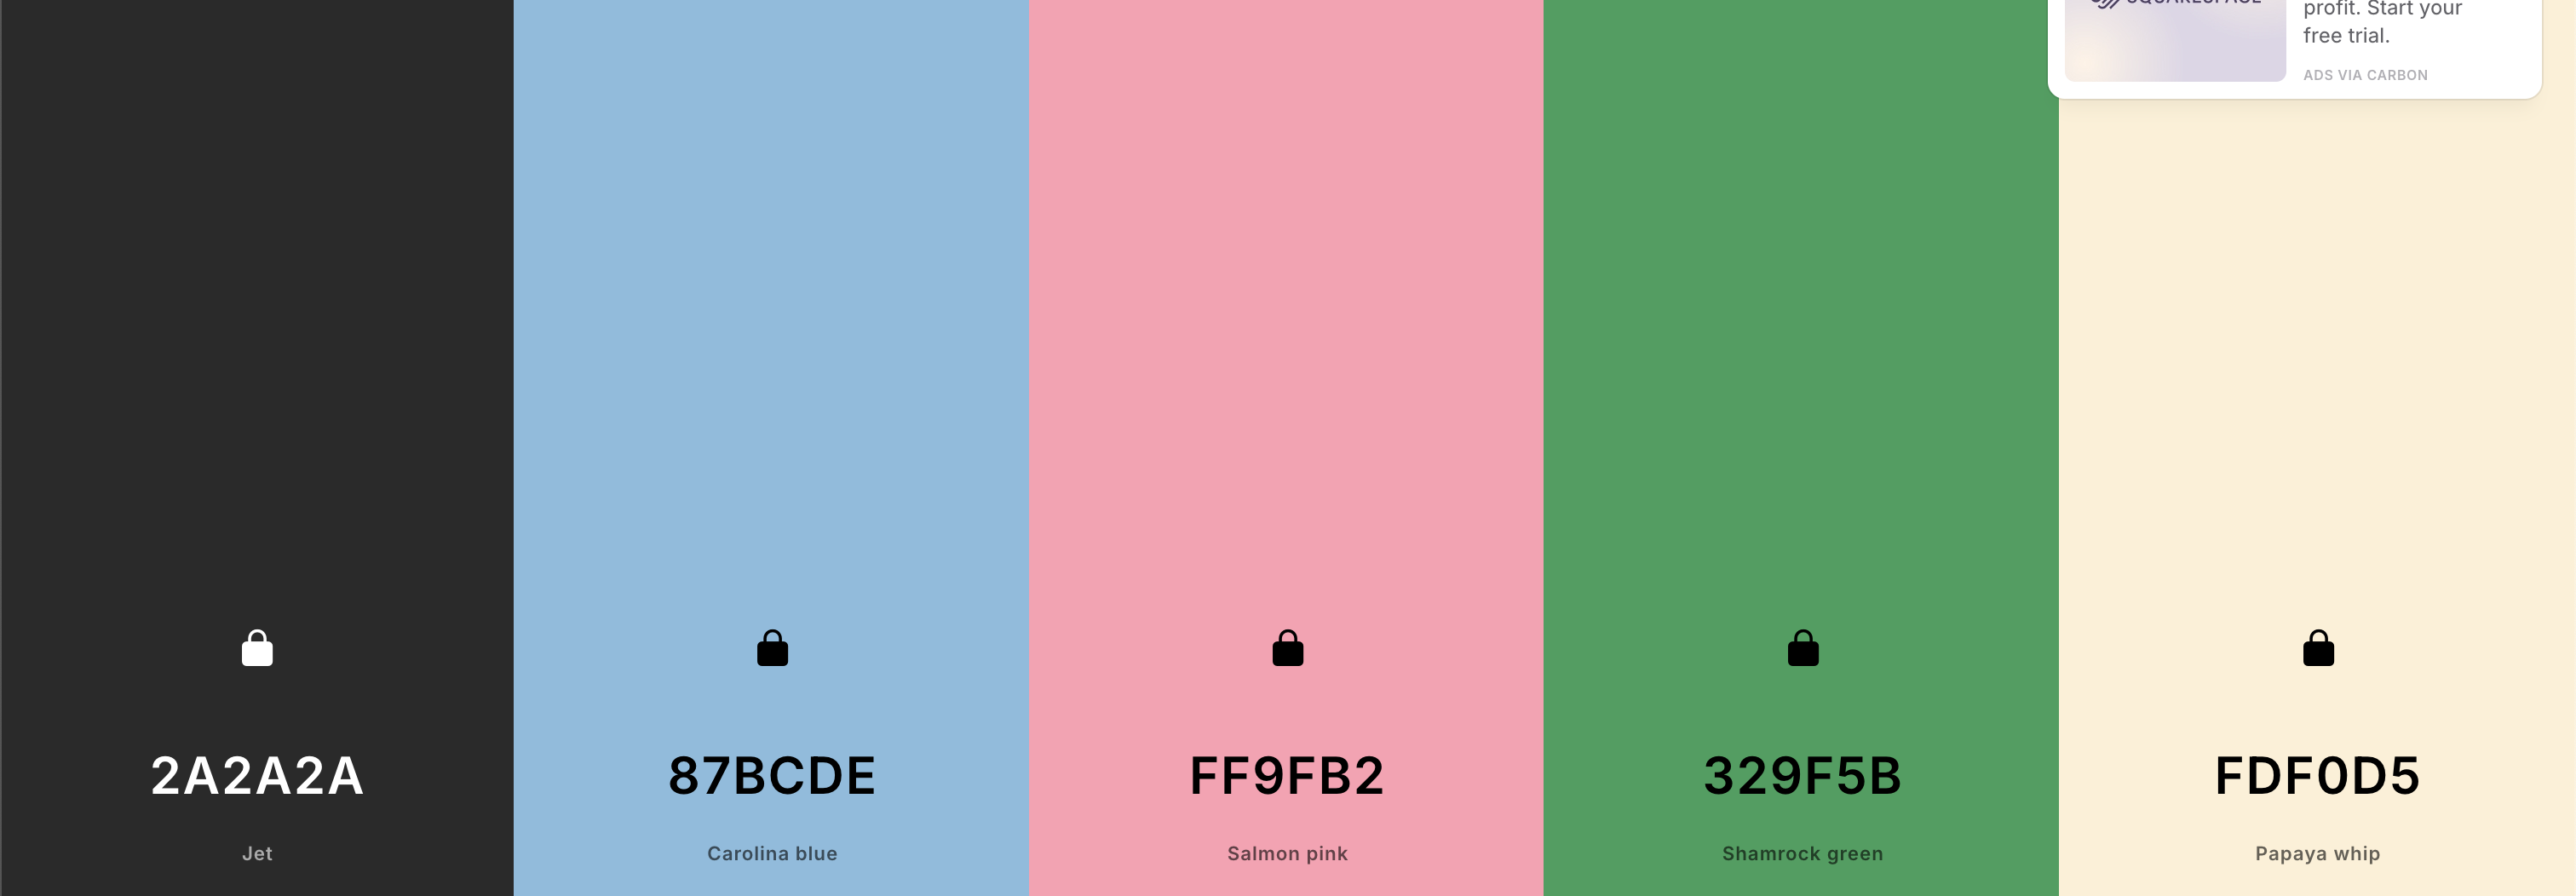 SQUARESPACE
profit. Start your
free trial.
ADS VIA CARBON
2A2A2A
87BCDE
FF9FB2
329F5B
FDF0D5
Jet
Carolina blue
Salmon pink
Shamrock green
Papaya whip